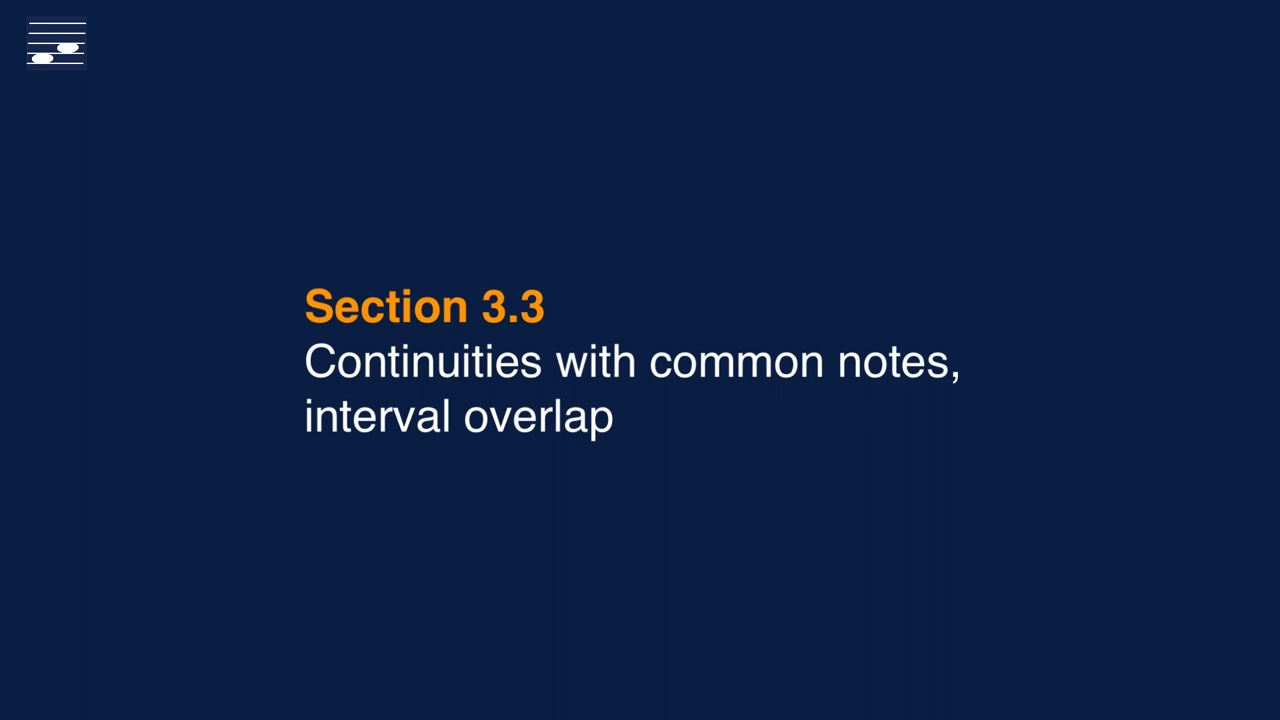 Section 3.3
Continuities with common notes,
interval overlap